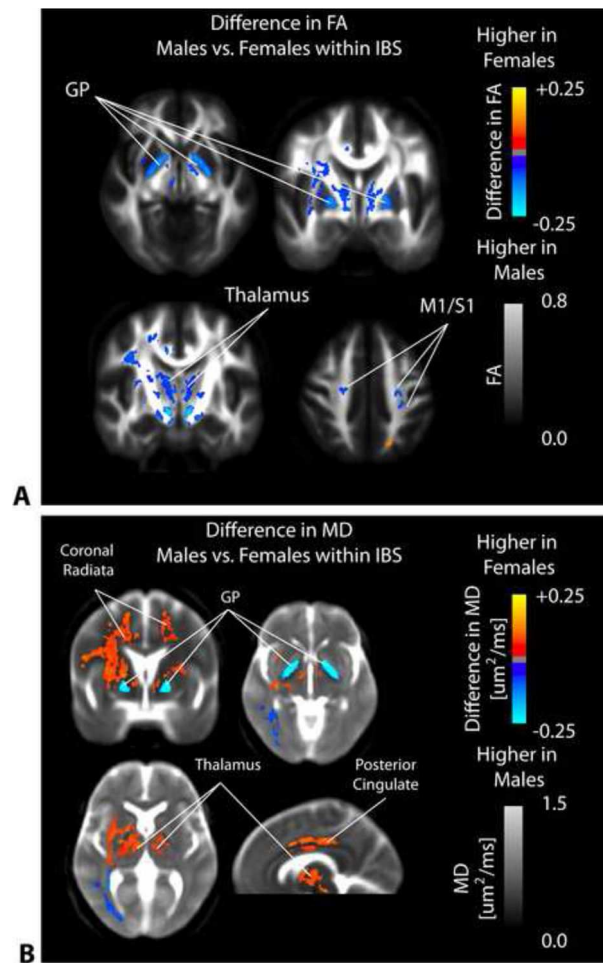 Difference in FA
Males vs. Females within IBS
GP
Higher in
Females
+0.25
Difference in FA
-0.25
Higher in
Males
Thalamus
M1/S1
0.8
FA
0.0
A
Difference in MD
Males vs. Females within IBS
Coronal
Radiata
GP
Higher in
Females
+0.25
Difference in MD
[um²/ms]
-0.25
Higher in
Males
Thalamus
Posterior
Cingulate
1.5
MD
[um²/ms]
0.0
B